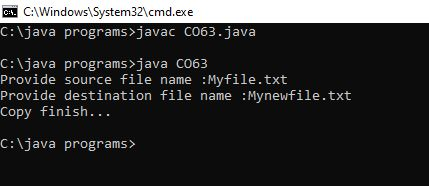 C:\Windows\System32\cmd.exe
C:\java programs>javac CO63.java
C:\java programs>java CO63
Provide source file name :Myfile.txt
Provide destination file name :Mynewfile.txt
Copy finish...
C:\java programs>